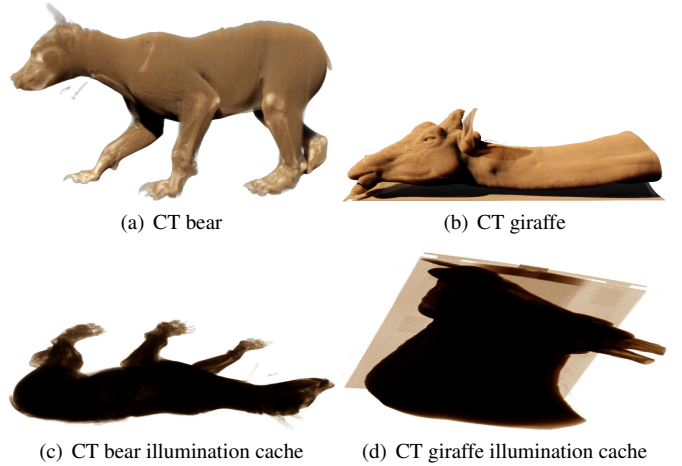 (a) CT bear
(b) CT giraffe
(c) CT bear illumination cache
(d) CT giraffe illumination cache